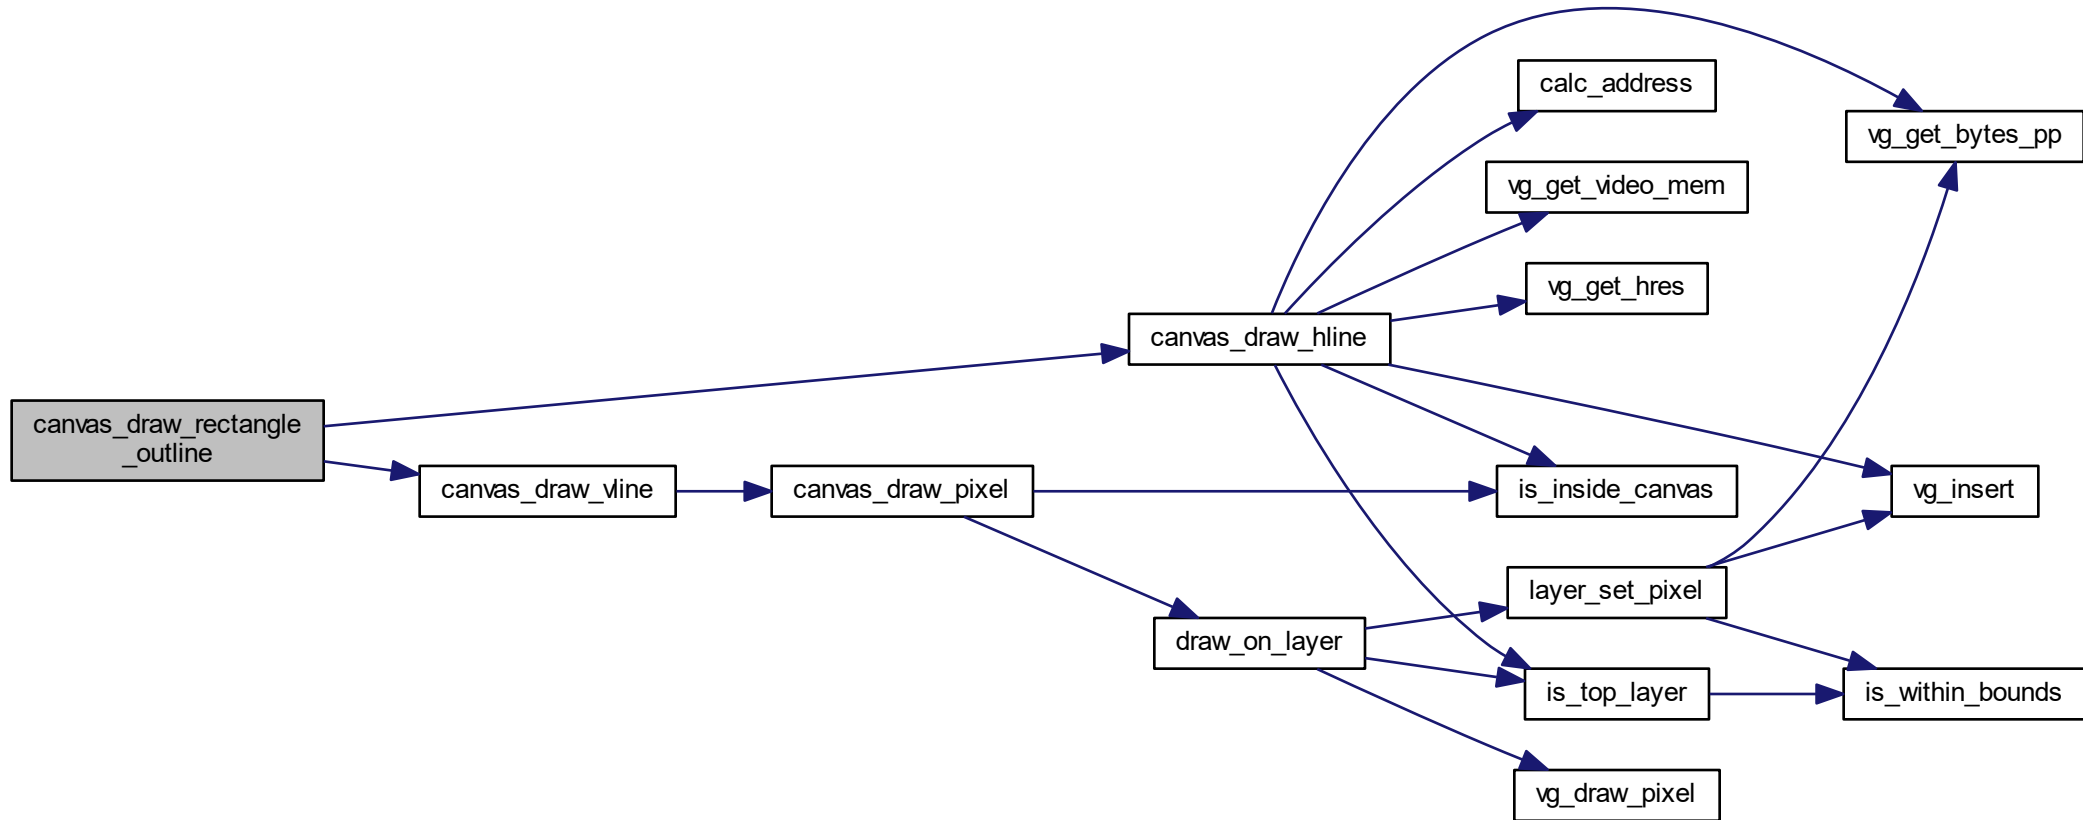 calc_address
vg_get_bytes_pp
vg_get_video_mem
vg_get_hres
canvas_draw_hline
canvas_draw_rectangle
_outline
canvas_draw_vline
canvas_draw_pixel
is_inside_canvas
vg_insert
layer_set_pixel
draw_on_layer
is_top_layer
is_within_bounds
vg_draw_pixel